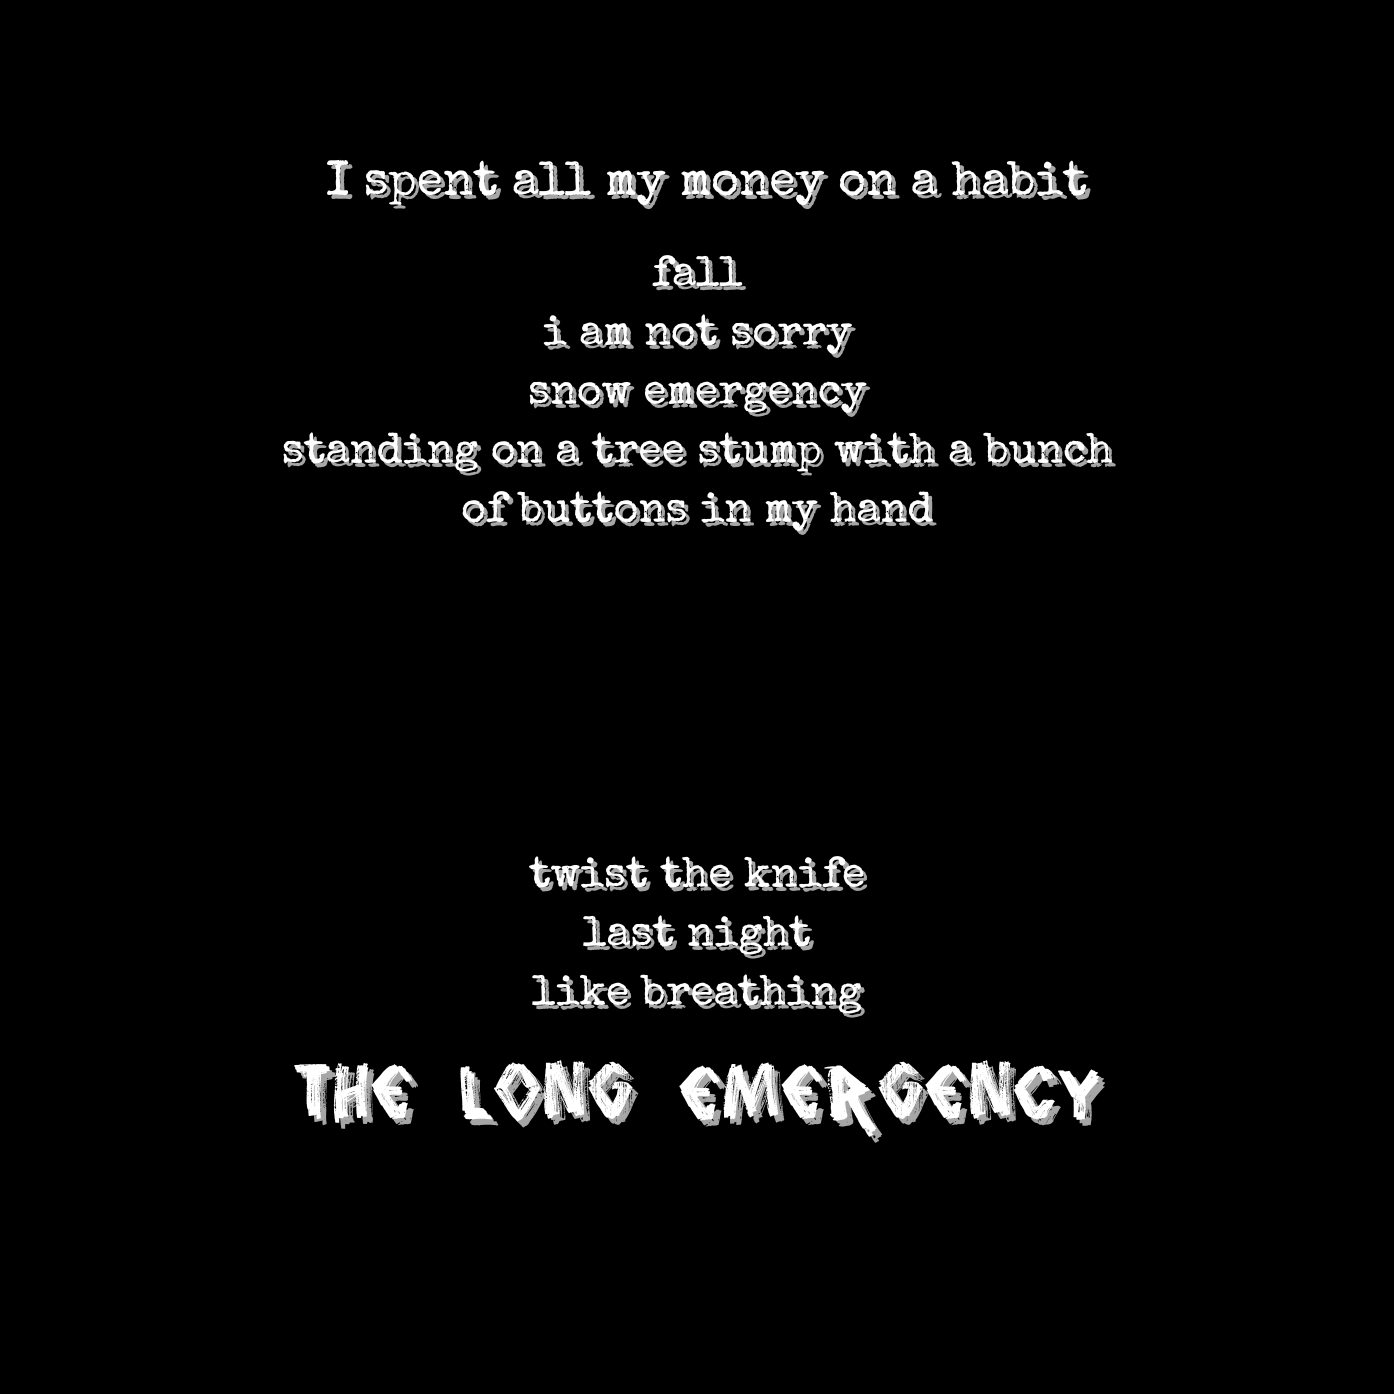 I spent all my money on a habit
fall
i am not sorry
snow emergency
standing on a tree stump with a bunch
of buttons in my hand
twist the knife
last night
like breathing
THE LONG EMERGENCY